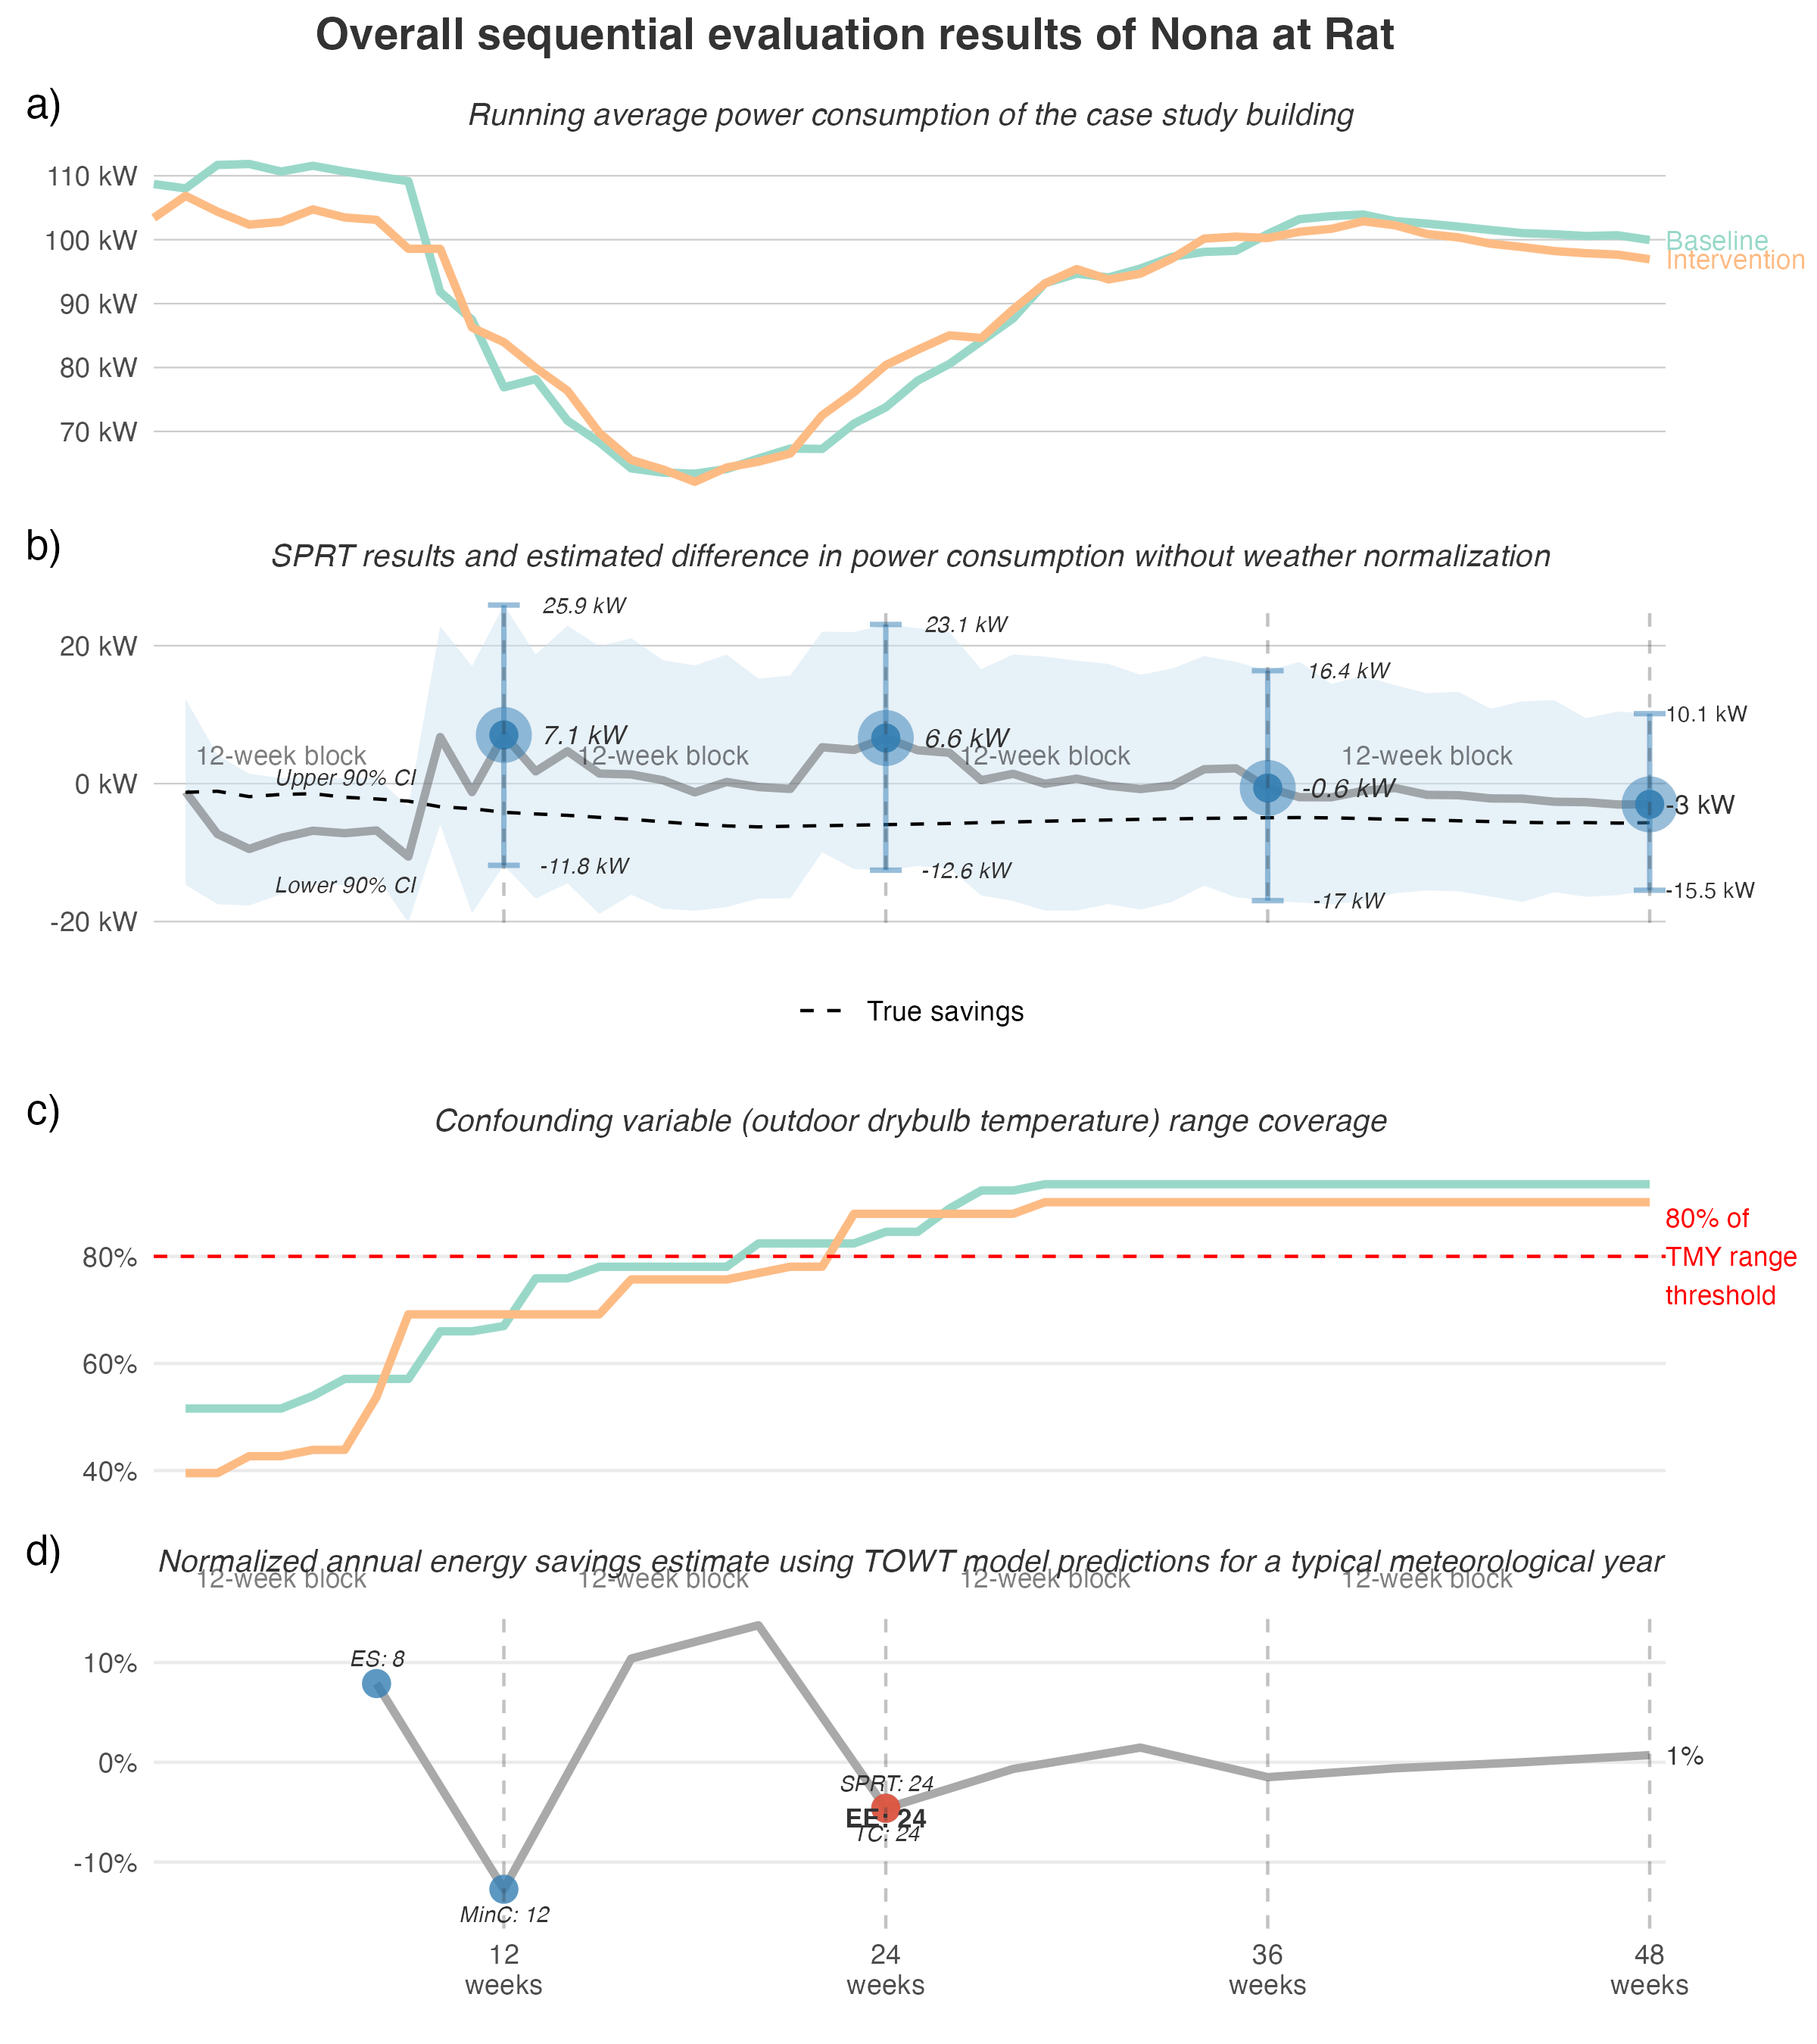 Overall sequential evaluation results of Nona at Rat
a)
Running average power consumption of the case study building
110 kW
100 kW
90 kW
80 kW
70 kW
Baseline
Intervention
b)
SPRT results and estimated difference in power consumption without weather normalization
25.9 kW
23.1 kW
20 kW
16.4 kW
10.1 kW
7.1 kW
6.6 kW
12-week block
12-week block
12-week block
12-week block
Upper 90% CI
0 kW
-0.6 kW
-3 kW
-11.8 kW
-12.6 kW
Lower 90% CI
-17 kW
-15.5 kW
-20 kW
True savings
c)
Confounding variable (outdoor drybulb temperature) range coverage
80%
60%
40%
80% of
TMY range
threshold
d)
Normalized annual energy savings estimate using TOWT model predictions for a typical meteorological year
12-week block
12-week block
12-week block
12-week block
10%
0%
-10%
ES: 8
MinC: 12
SPRT: 24
EE: 24
TC: 24
1%
12
weeks
24
weeks
36
weeks
48
weeks